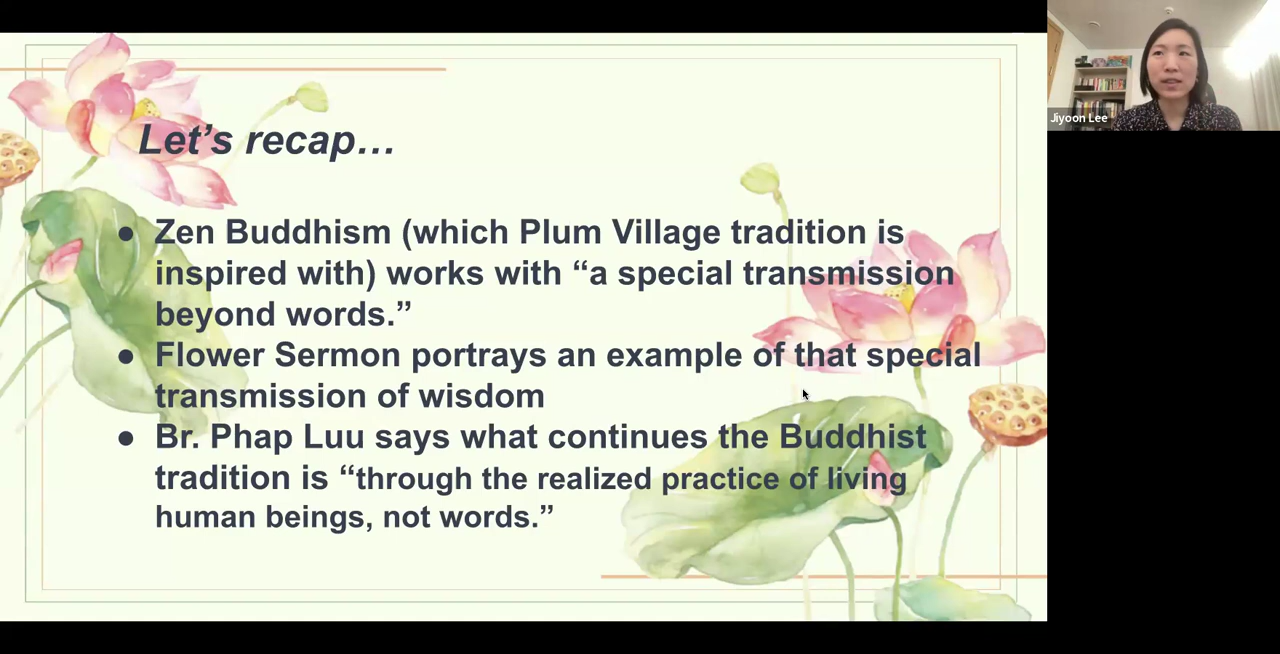 Let’s recap…
● Zen Buddhism (which Plum Village tradition is
inspired with) works with “a special transmission
beyond words.”
● Flower Sermon portrays an example of that special
transmission of wisdom
● Br. Phap Luu says what continues the Buddhist
tradition is “through the realized practice of living
human beings, not words.”
Jiyoon Lee